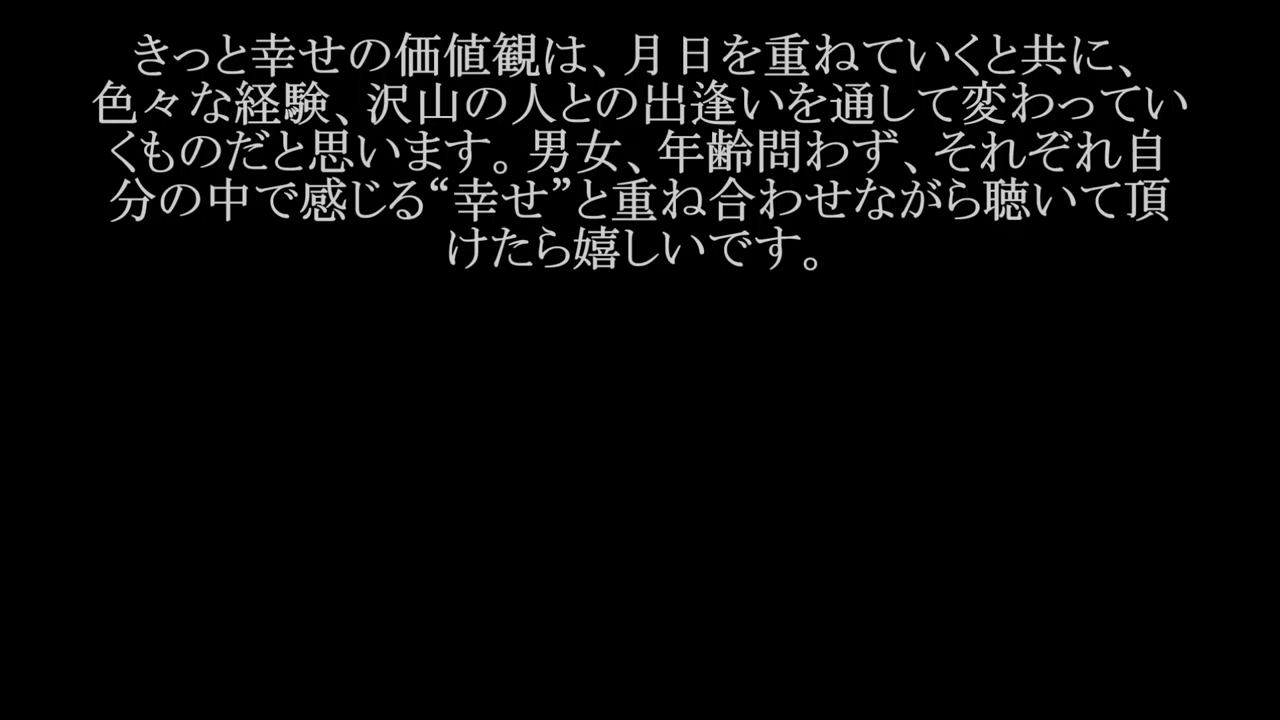 きっと幸せの価値観は、月日を重ねていくと共に、
色々な経験、沢山の人との出逢いを通して変わってい
くものだと思います。男女、年齢問わず、それぞれ自
分の中で感じる“幸せ”と重ね合わせながら聴いて頂
けたら嬉しいです。